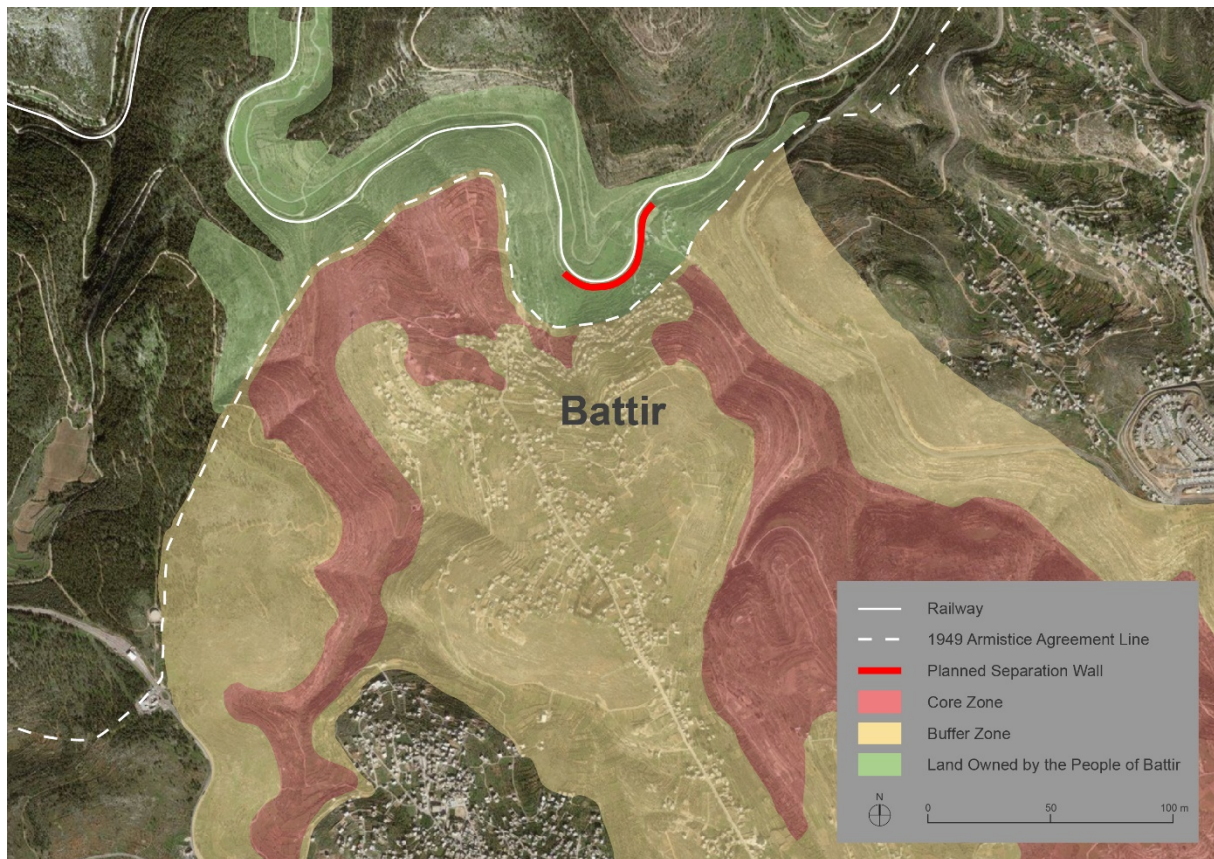 Battir
Railway
1949 Armistice Agreement Line
Planned Separation Wall
Core Zone
Buffer Zone
Land Owned by the People of Battir
N
0 50 100 m